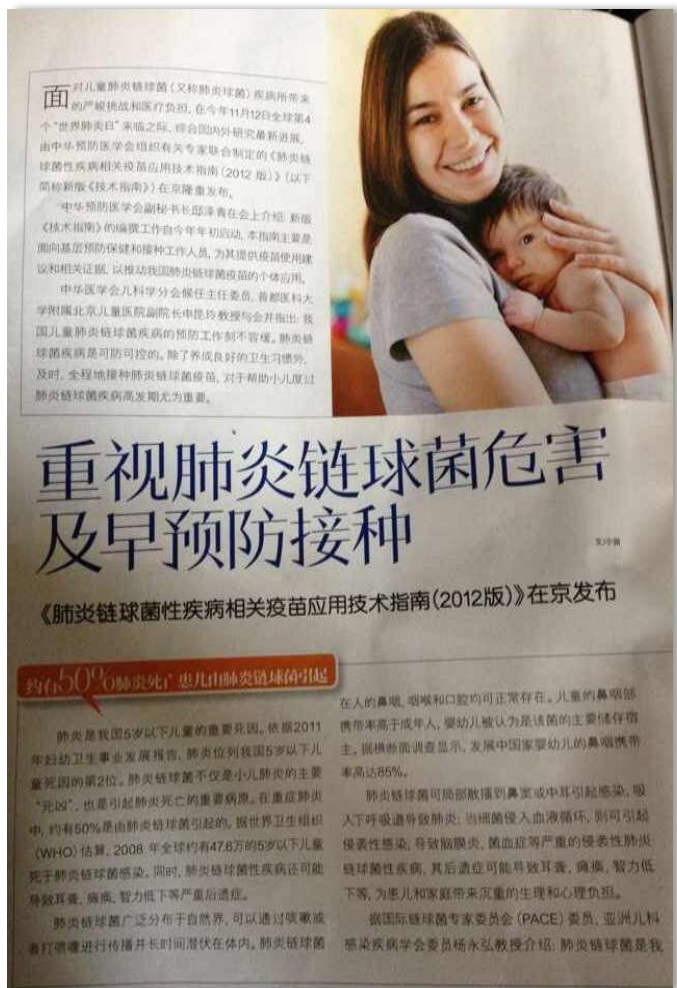 面对儿童肺炎链球菌(又称肺炎球菌)疾病所带来
的严峻挑战和医疗负担,在今年11月12日全球第4
个“世界肺炎日”来临之际,综合国内外研究最新进展,
由中华预防医学会组织有关专家联合制定的《肺炎链
球菌性疾病相关疫苗应用技术指南(2012 版)》(以下
简称新版《技术指南》)在京隆重发布。
中华预防医学会副秘书长邸泽青在会上介绍:新版
《技术指南》的编撰工作自今年年初启动,本指南主要是
面向基层预防保健和接种工作人员,为其提供疫苗使用建
议和相关证据,以推动我国肺炎链球菌疫苗的个体应用。
中华医学会儿科学分会候任主任委员,首都医科大
学附属北京儿童医院副院长申昆玲教授与会并指出:我
国儿童肺炎链球菌疾病的预防工作刻不容缓。肺炎链
球菌疾病是可防可控的。除了养成良好的卫生习惯外,
及时、全程地接种肺炎链球菌疫苗,对于帮助小儿度过
肺炎链球菌疾病高发期尤为重要。
重视肺炎链球菌危害
及早预防接种
《肺炎链球菌性疾病相关疫苗应用技术指南(2012版)》在京发布
约有50%肺炎死亡患儿由肺炎链球菌引起
肺炎是我国5岁以下儿童的重要死因。依据2011
年妇幼卫生事业发展报告,肺炎位列我国5岁以下儿
童死因的第2位。肺炎链球菌不仅是小儿肺炎的主要
“死凶”,也是引起肺炎死亡的重要病原。在重症肺炎
中,约有50%是由肺炎链球菌引起的。据世界卫生组织
(WHO)估算,2008 年全球约有47.6万的5岁以下儿童
死于肺炎链球菌感染。同时,肺炎链球菌性疾病还可能
导致耳聋,瘫痪,智力低下等严重后遗症。
肺炎链球菌广泛分布于自然界,可以通过咳嗽或
者打喷嚏进行传播并长时间潜伏在体内。肺炎链球菌
在人的鼻咽,咽喉和口腔均可正常存在。儿童的鼻咽部
携带率高于成年人,婴幼儿被认为是该菌的主要储存宿
主。据横断面调查显示,发展中国家婴幼儿的鼻咽携带
率高达85%。
肺炎链球菌可局部散播到鼻窦或中耳引起感染,吸
入下呼吸道导致肺炎;当细菌侵入血液循环,则可引起
侵袭性感染,导致脑膜炎,菌血症等严重的侵袭性肺炎
链球菌性疾病,其后遗症可能导致耳聋,瘫痪,智力低
下等,为患儿和家庭带来沉重的生理和心理负担。
据国际链球菌专家委员会(PACE)委员,亚洲儿科
感染疾病学会委员杨永弘教授介绍:肺炎链球菌是我